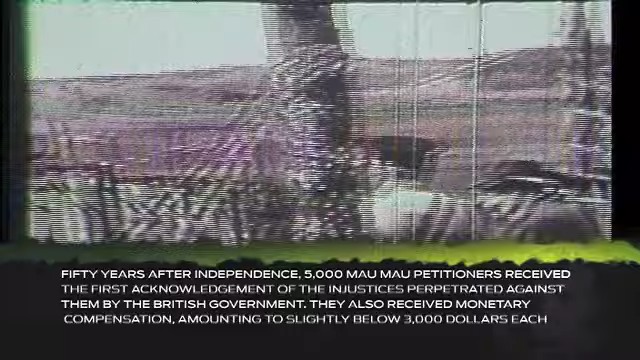 FIFTY YEARS AFTER INDEPENDENCE, 5,000 MAU MAU PETITIONERS RECEIVED
THE FIRST ACKNOWLEDGEMENT OF THE INJUSTICES PERPETRATED AGAINST
THEM BY THE BRITISH GOVERNMENT. THEY ALSO RECEIVED MONETARY
COMPENSATION, AMOUNTING TO SLIGHTLY BELOW 3,000 DOLLARS EACH